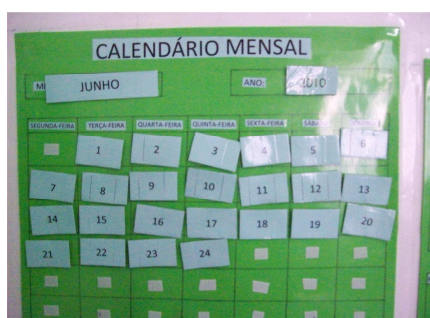 CALENDÁRIO MENSAL
JUNHO ANO: 2010
SEGUNDA-FEIRA TERÇA-FEIRA QUARTA-FEIRA QUINTA-FEIRA SEXTA-FEIRA
1 2 3 4 5 6
7 8 9 10 11 12 13
14 15 16 17 18 19 20
21 22 23 24